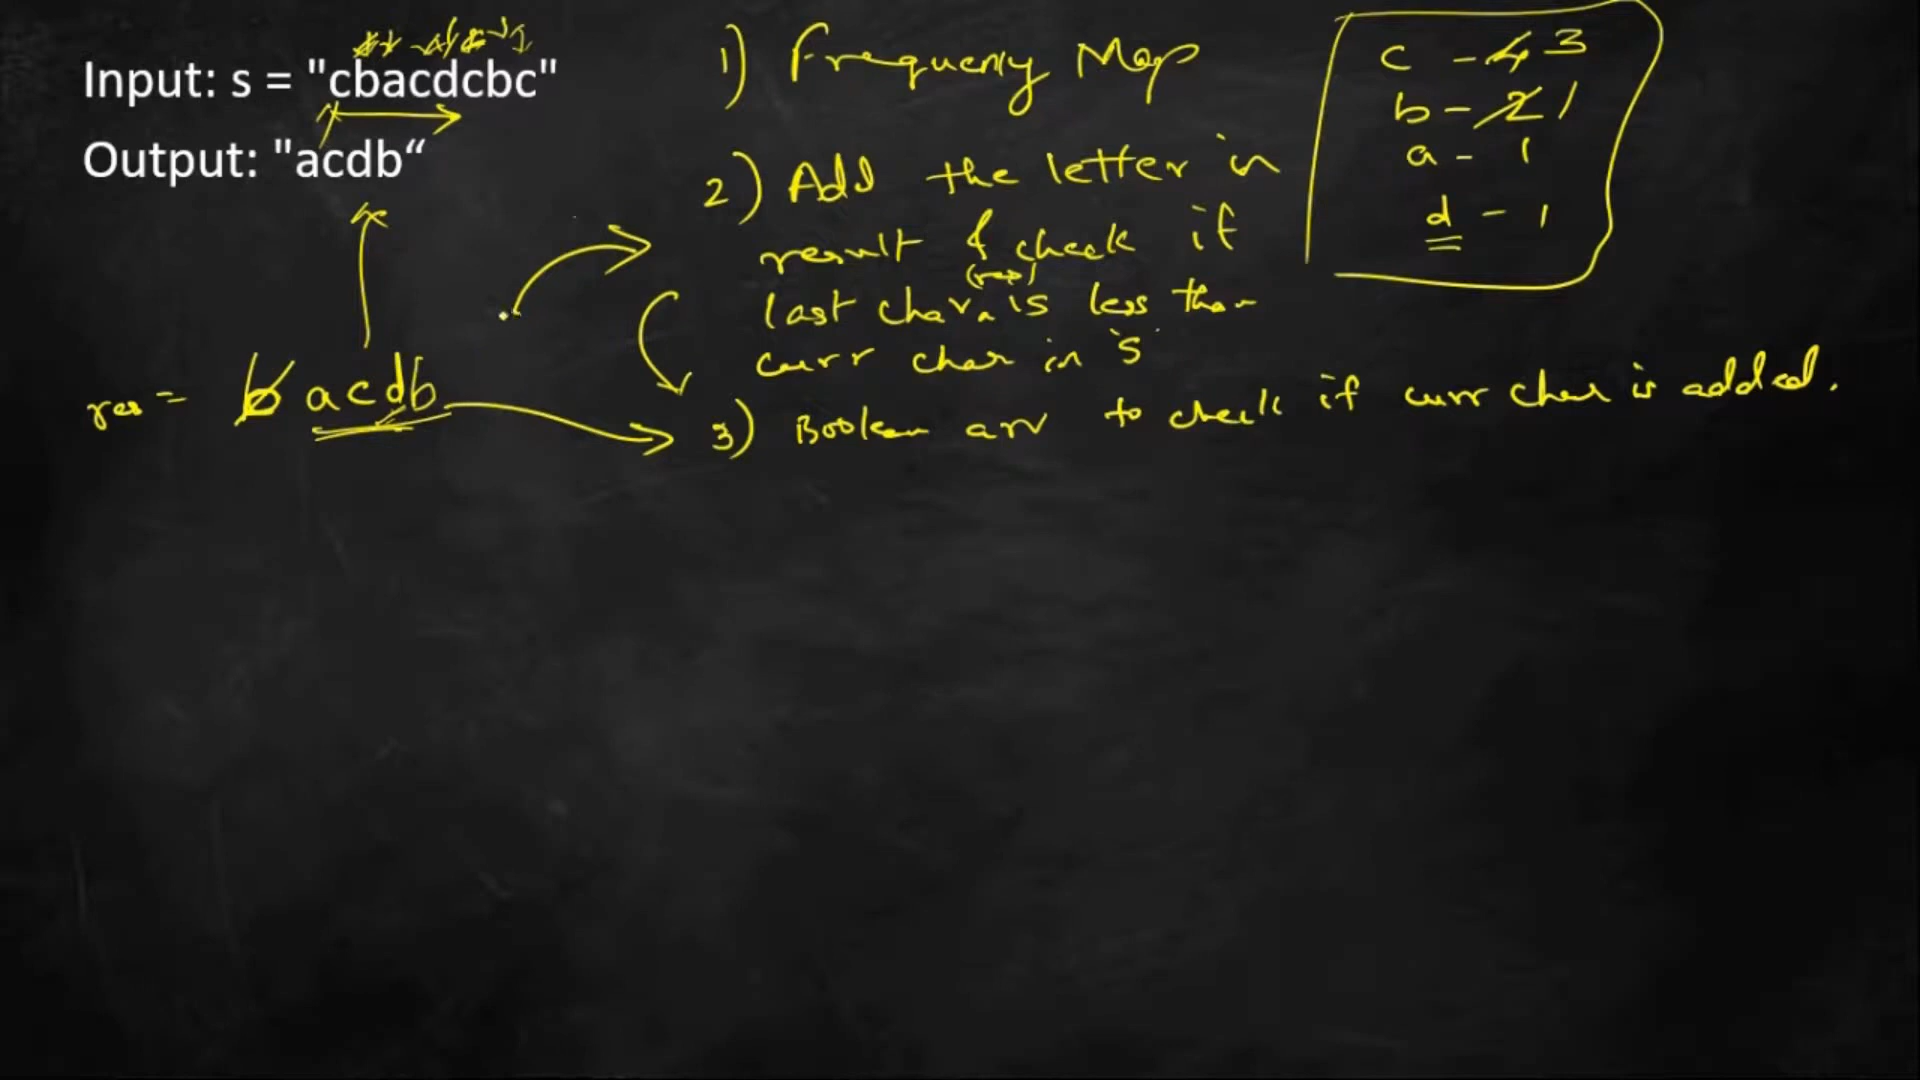 Input: s = "cbacdcbc"
Output: "acdb“
res = b acdb
1) Frequency Map
2) Add the letter in
result & check if
(res)
last char is less than
curr char in s
3) Boolean arr to check if curr char is added.
c - 4 3
b - 2 1
a - 1
d - 1